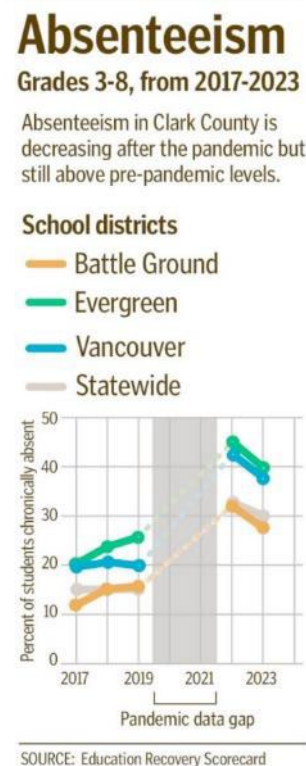 Absenteeism
Grades 3-8, from 2017-2023
Absenteeism in Clark County is
decreasing after the pandemic but
still above pre-pandemic levels.
School districts
Battle Ground
Evergreen
Vancouver
Statewide
Percent of students chronically absent
50
40
30
20
10
0
2017
2019
2021
2023
Pandemic data gap
SOURCE: Education Recovery Scorecard